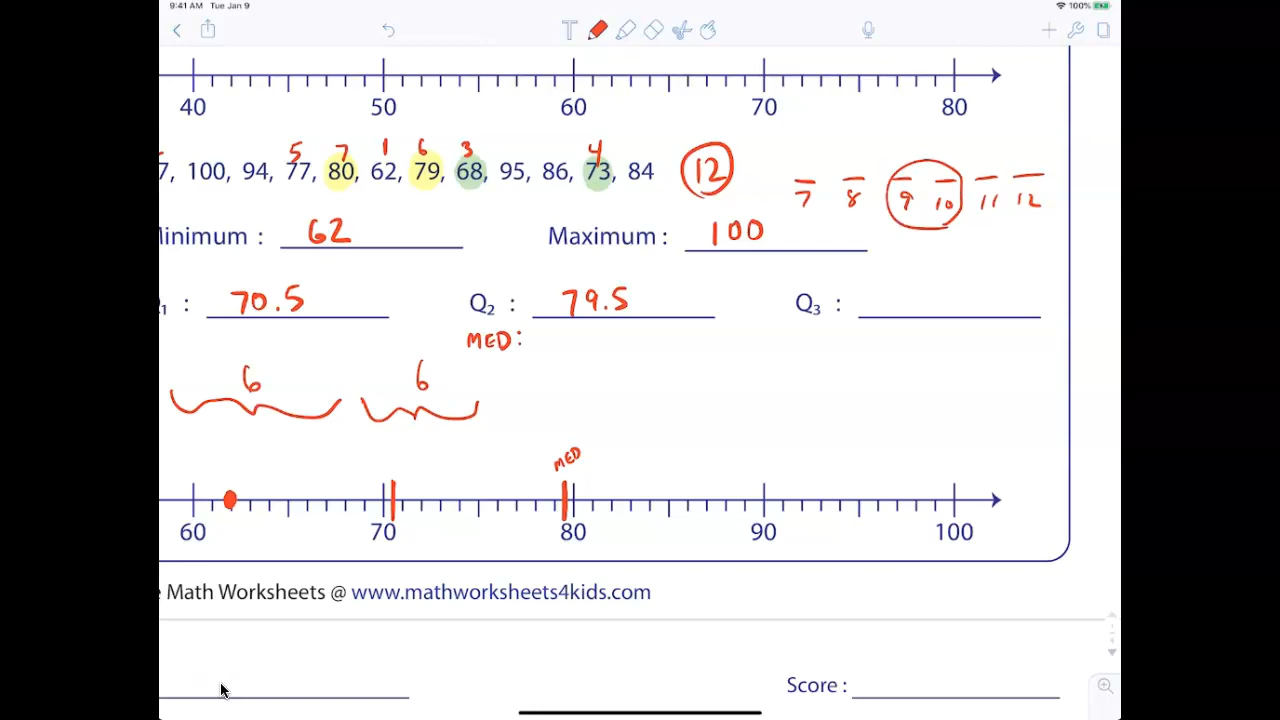 9:41 AM Tue Jan 9
100%
40 50 60 70 80
5 7 1 6 3 4
7, 100, 94, 77, 80, 62, 79, 68, 95, 86, 73, 84 12
7 8 9 10 11 12
Minimum : 62 Maximum : 100
1 : 70.5 Q2 : 79.5 Q3 :
MED:
6 6
MED
60 70 80 90 100
Math Worksheets @ www.mathworksheets4kids.com
Score :